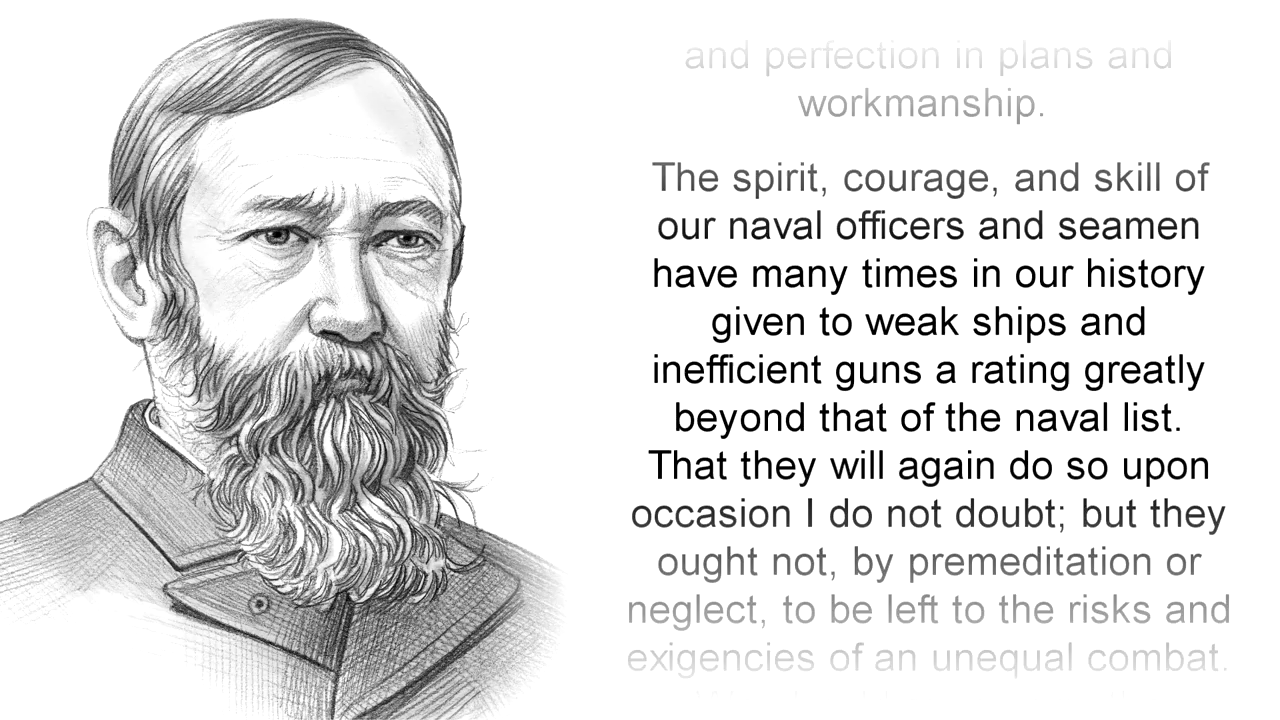 and perfection in plans and
workmanship.
The spirit, courage, and skill of
our naval officers and seamen
have many times in our history
given to weak ships and
inefficient guns a rating greatly
beyond that of the naval list.
That they will again do so upon
occasion I do not doubt; but they
ought not, by premeditation or
neglect, to be left to the risks and
exigencies of an unequal combat.